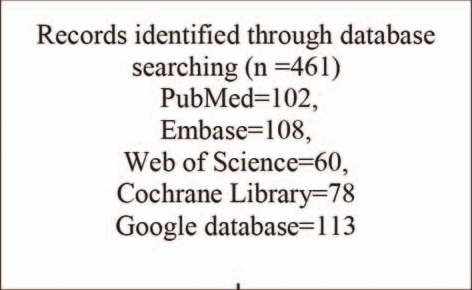 Records identified through database
searching (n =461)
PubMed=102,
Embase=108,
Web of Science=60,
Cochrane Library=78
Google database=113